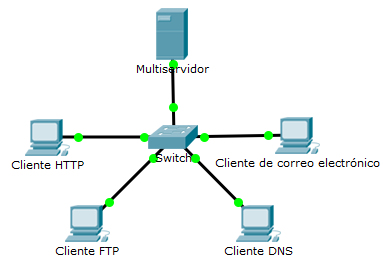 Multiservidor
Switch
Cliente HTTP
Cliente de correo electrónico
Cliente FTP
Cliente DNS